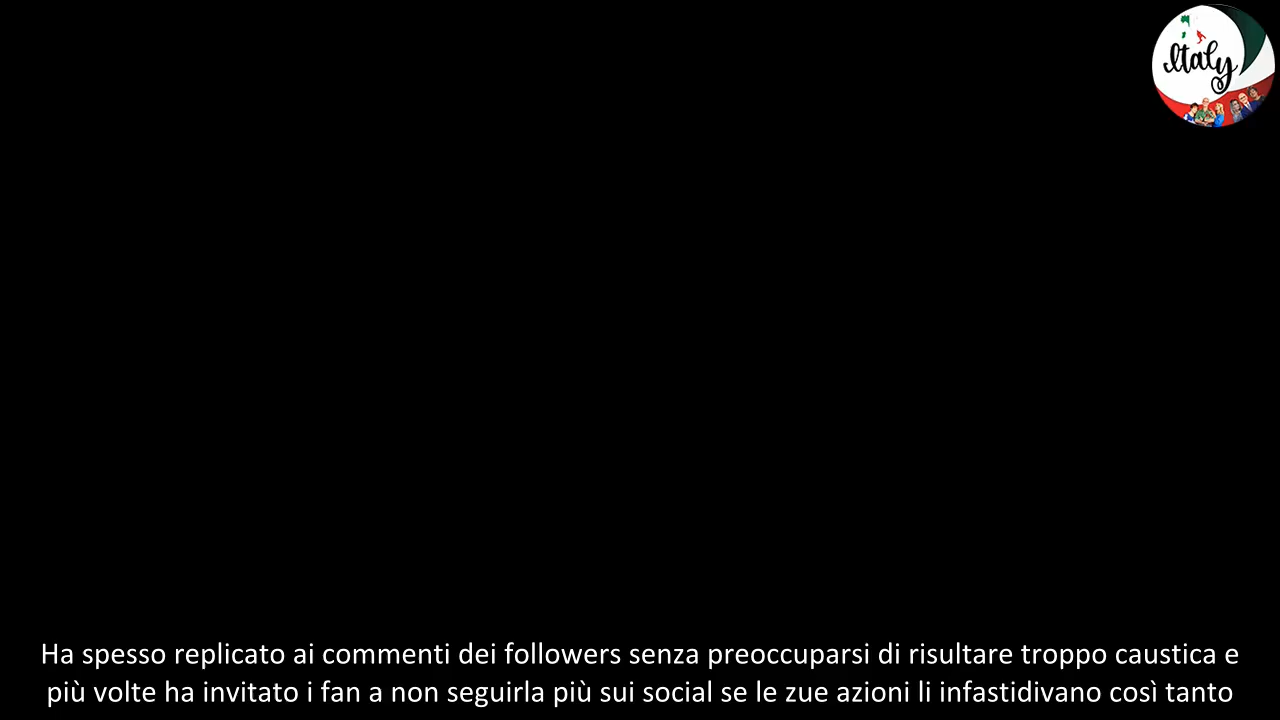 Italy
Ha spesso replicato ai commenti dei followers senza preoccuparsi di risultare troppo caustica e
più volte ha invitato i fan a non seguirla più sui social se le zue azioni li infastidivano così tanto